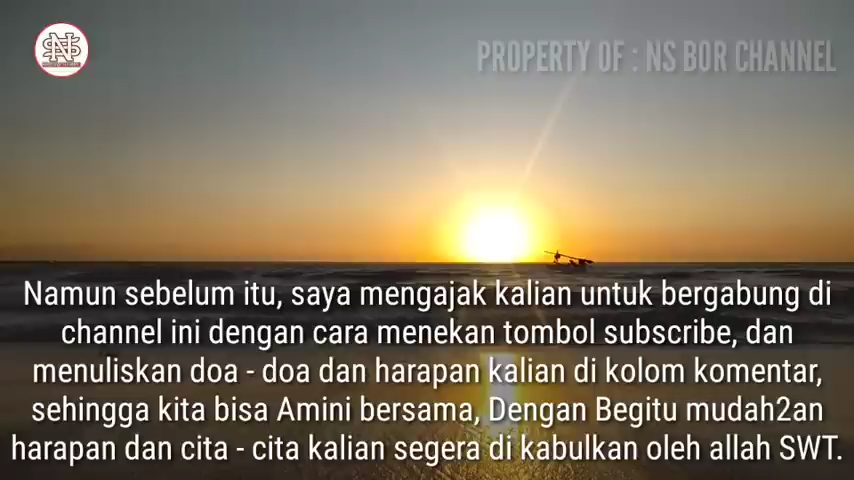 PROPERTY OF : NS BOR CHANNEL
Namun sebelum itu, saya mengajak kalian untuk bergabung di
channel ini dengan cara menekan tombol subscribe, dan
menuliskan doa - doa dan harapan kalian di kolom komentar,
sehingga kita bisa Amini bersama, Dengan Begitu mudah2an
harapan dan cita - cita kalian segera di kabulkan oleh allah SWT.